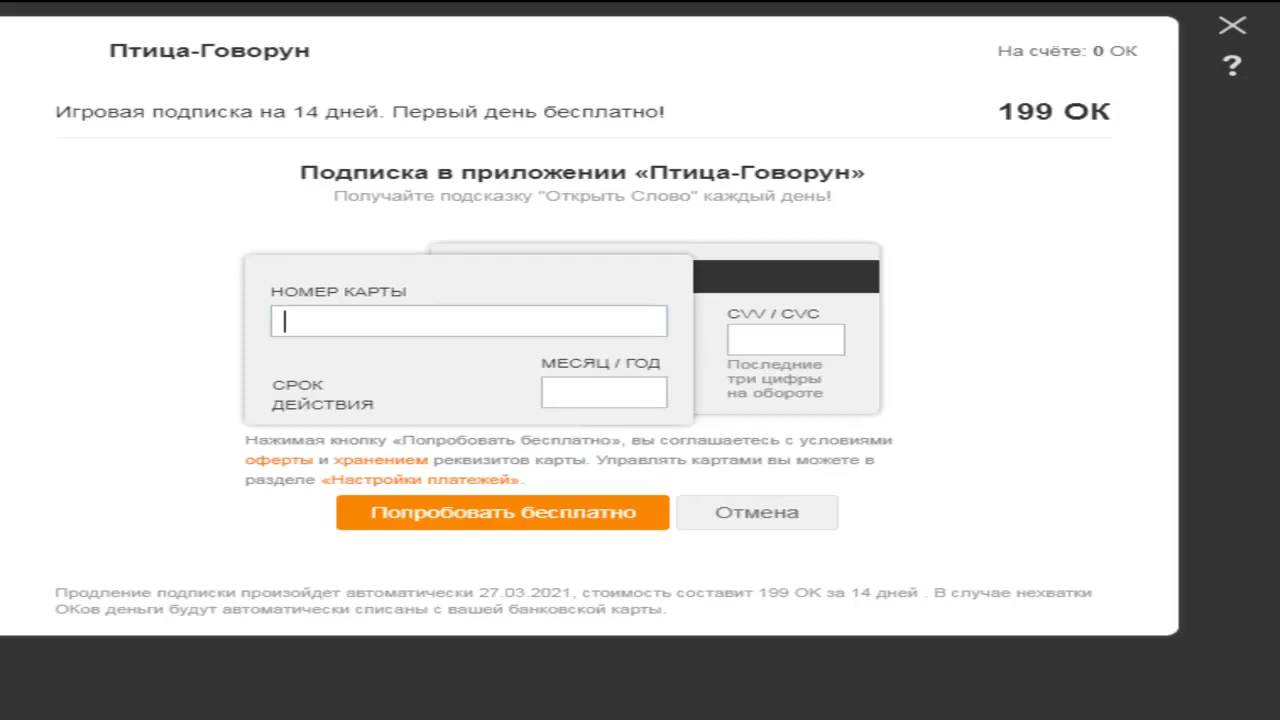 Птица-Говорун
На счёте: 0 ОК
Игровая подписка на 14 дней. Первый день бесплатно!
199 ОК
Подписка в приложении «Птица-Говорун»
Получайте подсказку "Открыть Слово" каждый день!
НОМЕР КАРТЫ
МЕСЯЦ / ГОД
СРОК
ДЕЙСТВИЯ
CVV / CVC
Последние
три цифры
на обороте
Нажимая кнопку «Попробовать бесплатно», вы соглашаетесь с условиями
оферты и хранением реквизитов карты. Управлять картами вы можете в
разделе «Настройки платежей».
Попробовать бесплатно
Отмена
Продление подписки произойдет автоматически 27.03.2021, стоимость составит 199 ОК за 14 дней . В случае нехватки
ОКов деньги будут автоматически списаны с вашей банковской карты.
?